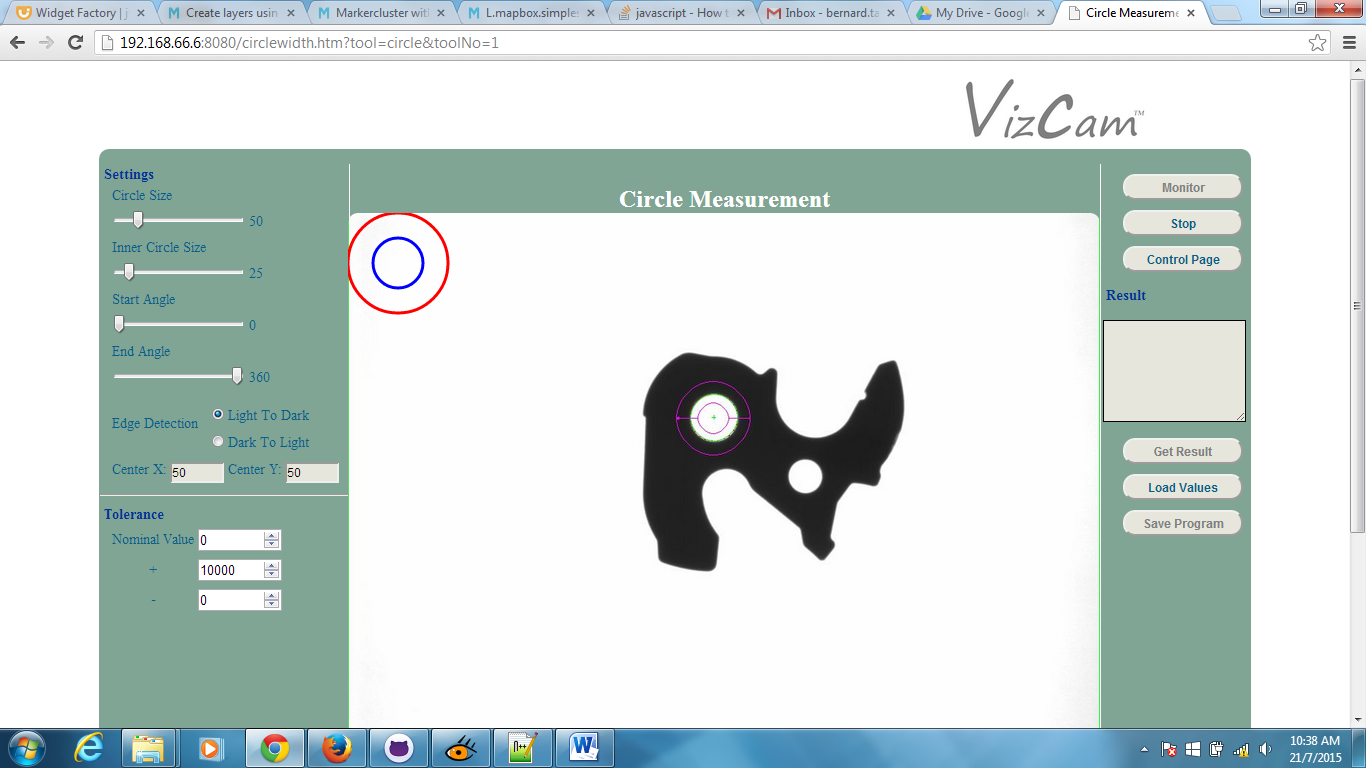 Widget Factory | j
Create layers usin
Markercluster with
L.mapbox.simples
javascript - How t
Inbox - bernard.ta
My Drive - Google
Circle Measureme
192.168.66.6:8080/circlewidth.htm?tool=circle&toolNo=1
VizCam™
Settings
Circle Size
50
Inner Circle Size
25
Start Angle
0
End Angle
360
Edge Detection
Light To Dark
Dark To Light
Center X: 50 Center Y: 50
Tolerance
Nominal Value 0
+ 10000
- 0
Circle Measurement
Monitor
Stop
Control Page
Result
Get Result
Load Values
Save Program
10:38 AM
21/7/2015